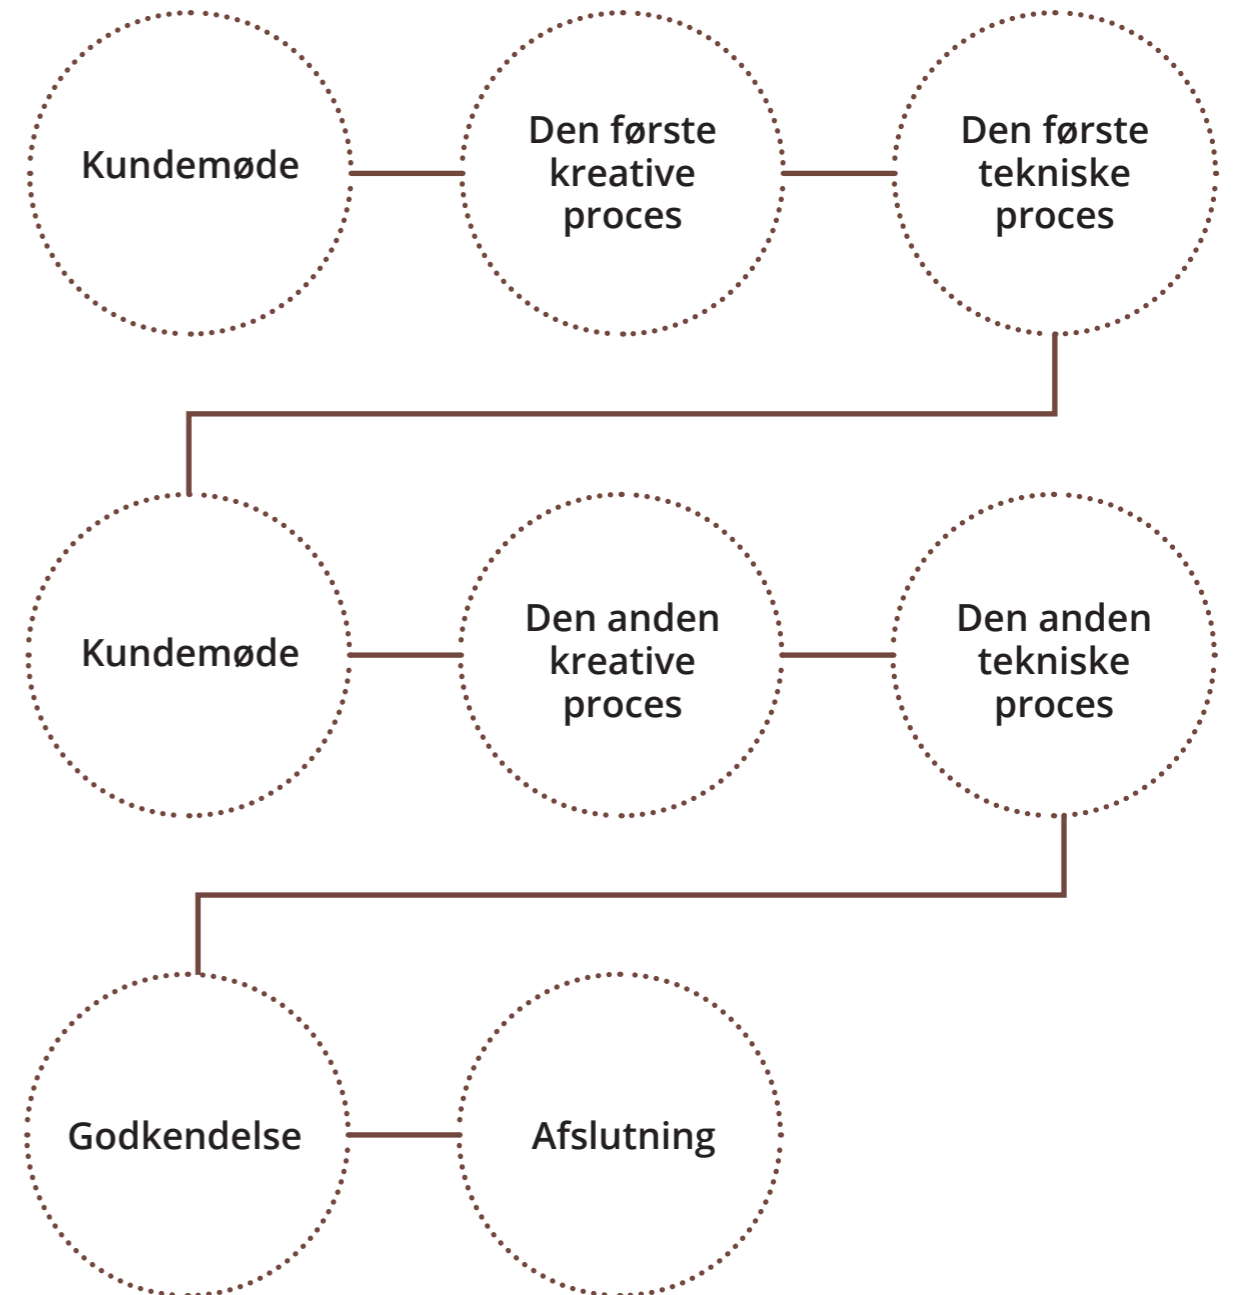 Kundemøde
Den første
kreative
proces
Den første
tekniske
proces
Kundemøde
Den anden
kreative
proces
Den anden
tekniske
proces
Godkendelse
Afslutning